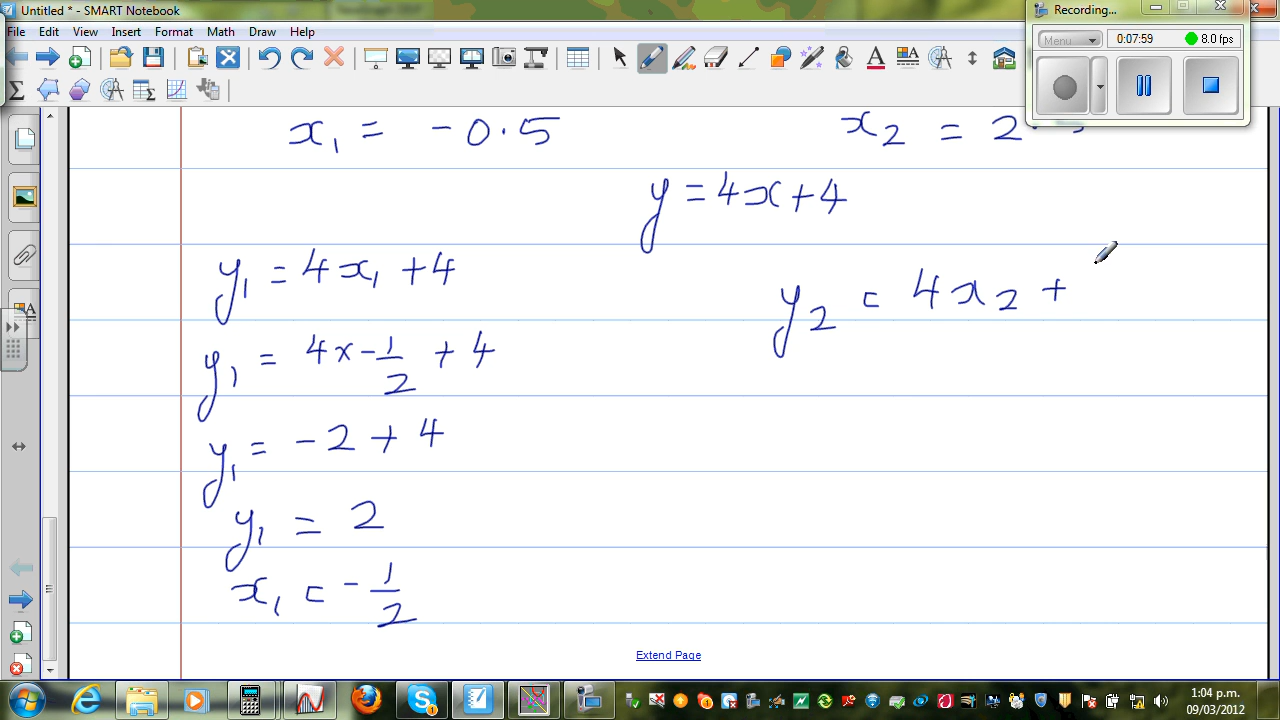 Untitled * - SMART Notebook
Recording...
File Edit View Insert Format Math Draw Help
Menu
0:07:59
8.0 fps
x₁ = -0.5
x₂ = 2.
y = 4x + 4
y₁ = 4x₁ + 4
y₂ = 4x₂ +
y₁ = 4 x -1/2 + 4
y₁ = -2 + 4
y₁ = 2
x₁ = -1/2
Extend Page
1:04 p.m.
09/03/2012